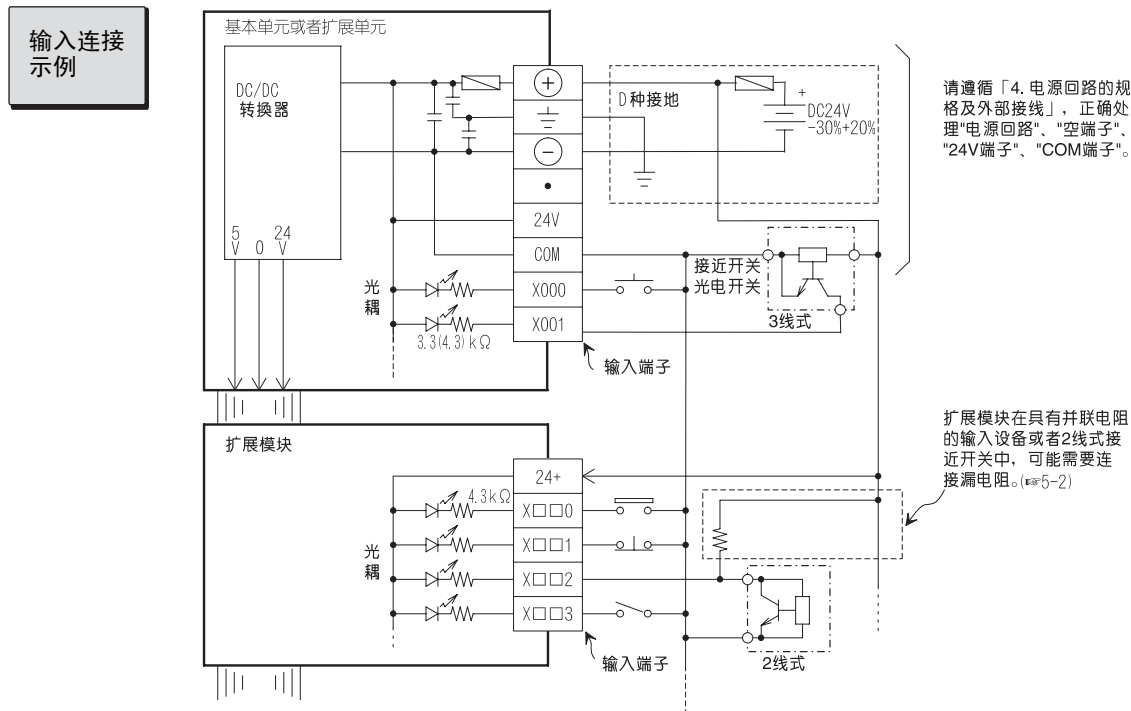 输入连接
示例
基本单元或者扩展单元
DC/DC
转换器
5
V
0
24
V
+
⏚
-
•
24V
COM
X000
X001
光
耦
3.3(4.3)kΩ
输入端子
D种接地
+
DC24V
-30%+20%
接近开关
光电开关
3线式
请遵循「4. 电源回路的规
格及外部接线」, 正确处
理"电源回路"、"空端子"、
"24V端子"、"COM端子"。
扩展模块
24+
4.3kΩ
X□□0
X□□1
X□□2
X□□3
光
耦
输入端子
2线式
扩展模块在具有并联电阻
的输入设备或者2线式接
近开关中, 可能需要连
接漏电阻。(☞5-2)